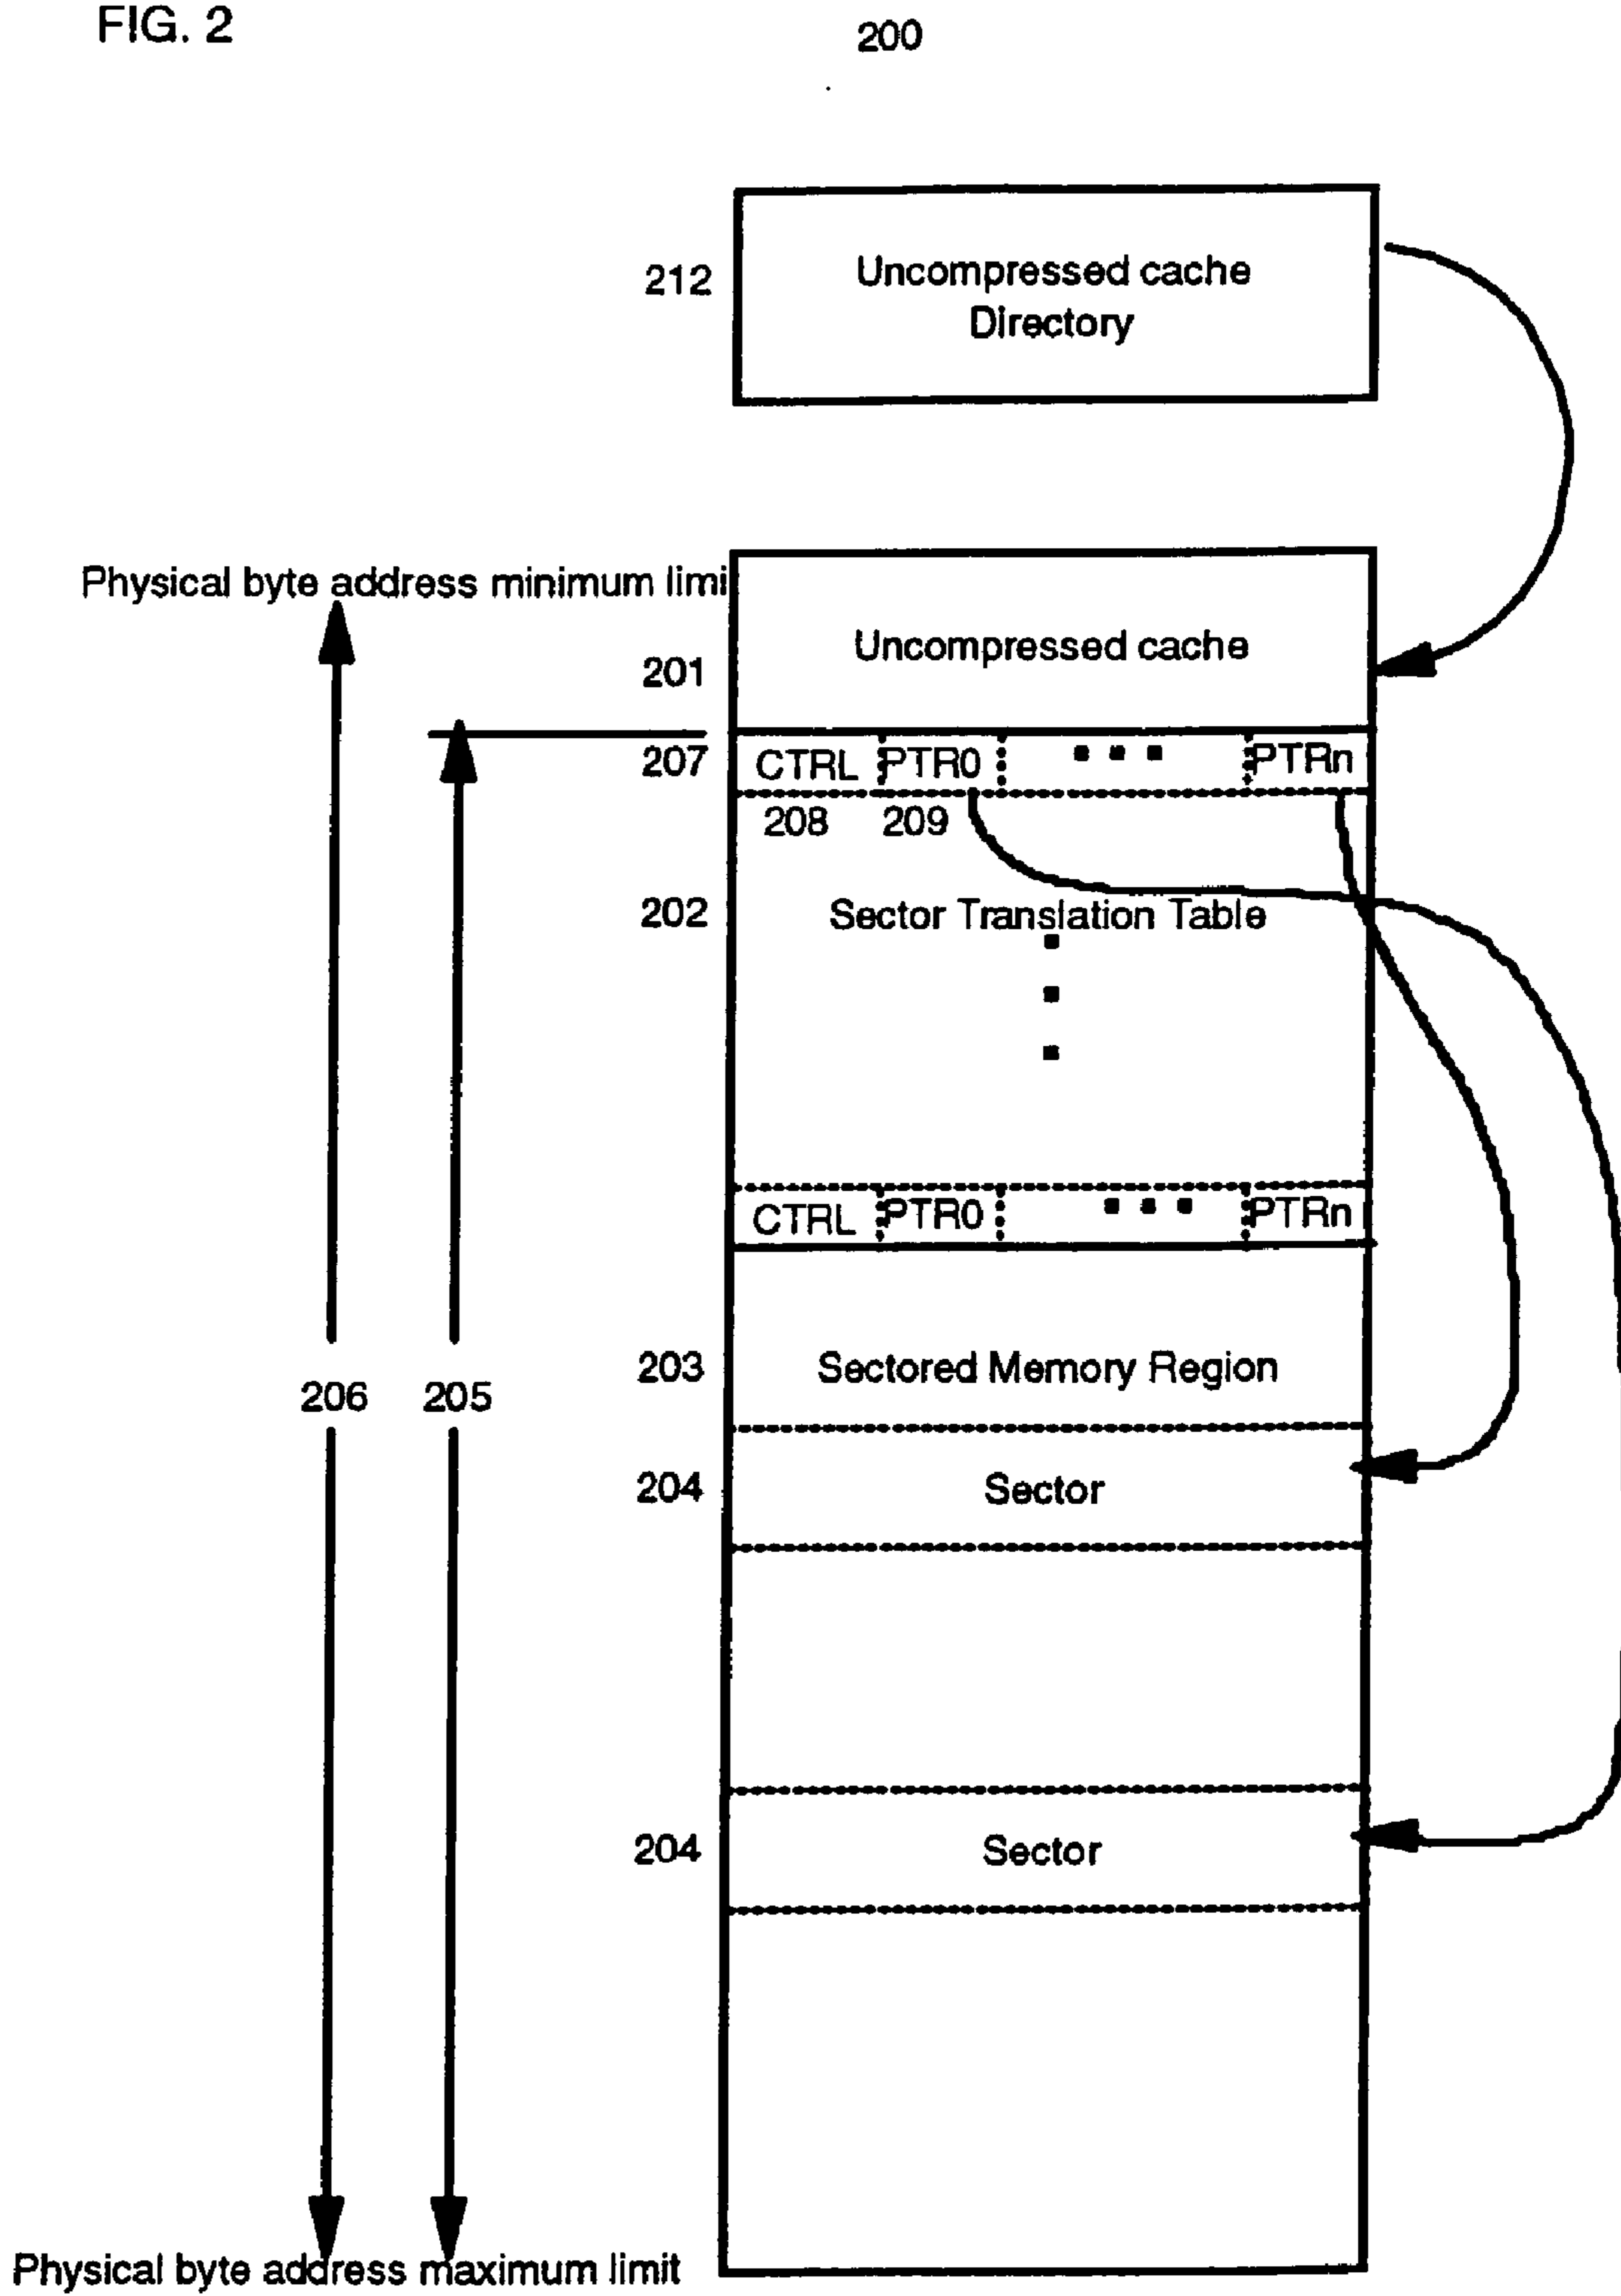 FIG. 2
200
212
Uncompressed cache
Directory
Physical byte address minimum limi
Uncompressed cache
201
207
CTRL PTR0 PTRn
208 209
202
Sector Translation Table
CTRL PTR0 PTRn
203
Sectored Memory Region
206 205
204
Sector
204
Sector
Physical byte address maximum limit